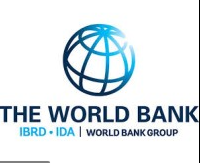 THE WORLD BANK
IBRD • IDA | WORLD BANK GROUP